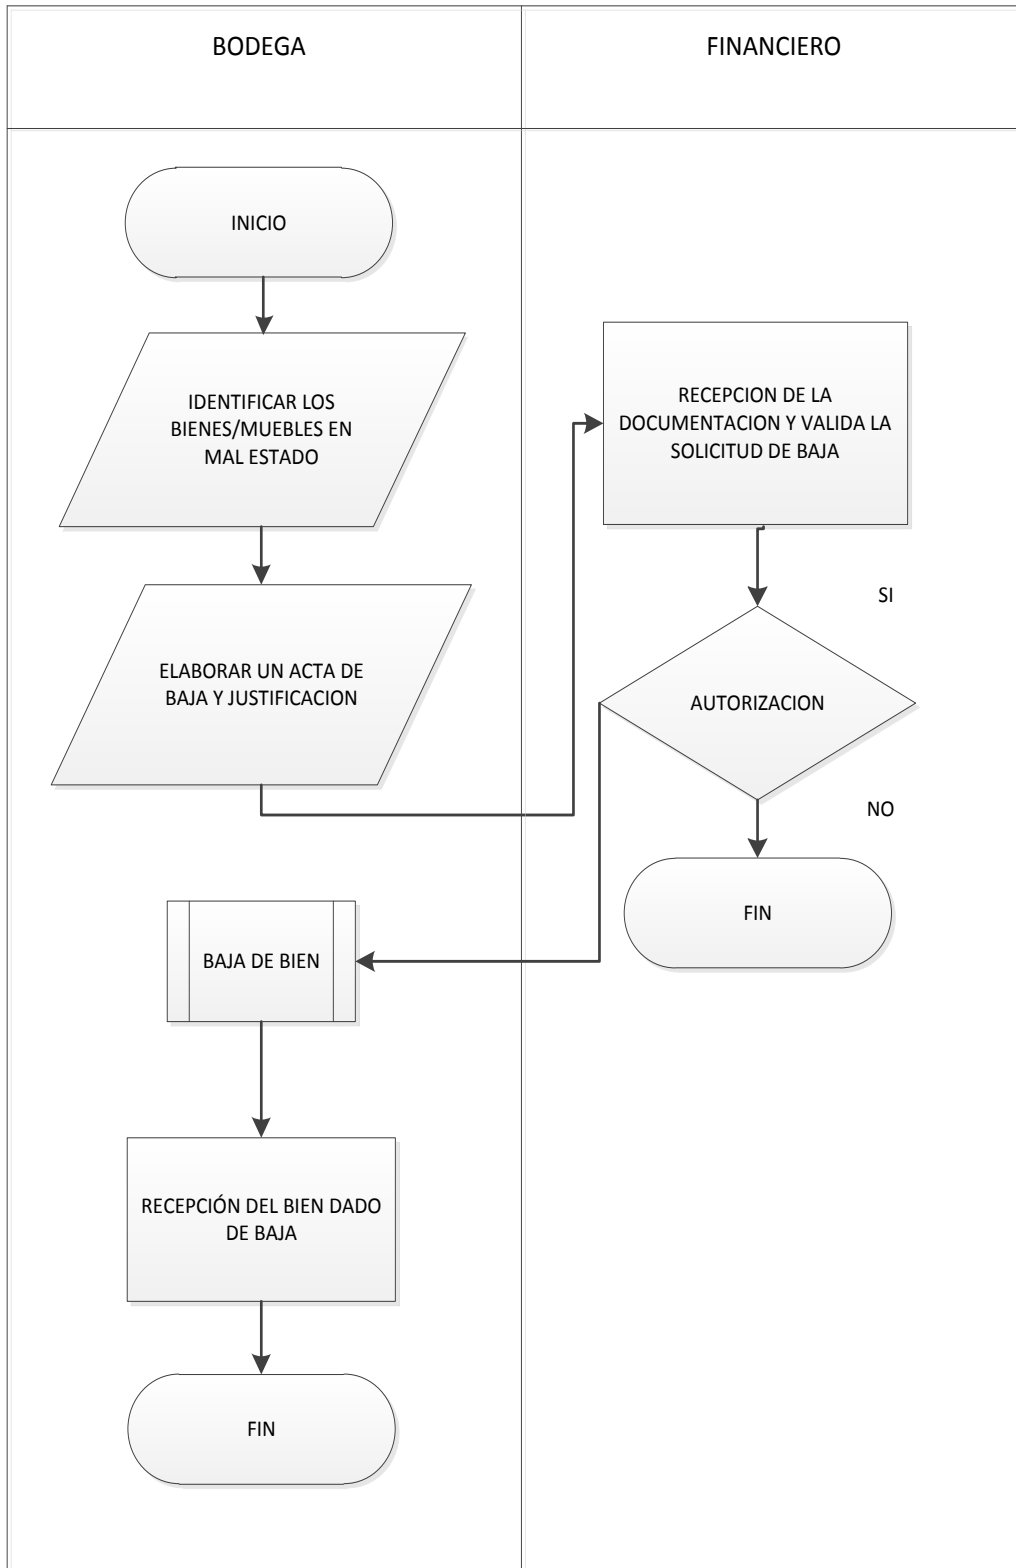 BODEGA
FINANCIERO
INICIO
IDENTIFICAR LOS
BIENES/MUEBLES EN
MAL ESTADO
ELABORAR UN ACTA DE
BAJA Y JUSTIFICACION
RECEPCION DE LA
DOCUMENTACION Y VALIDA LA
SOLICITUD DE BAJA
SI
AUTORIZACION
NO
FIN
BAJA DE BIEN
RECEPCIÓN DEL BIEN DADO
DE BAJA
FIN